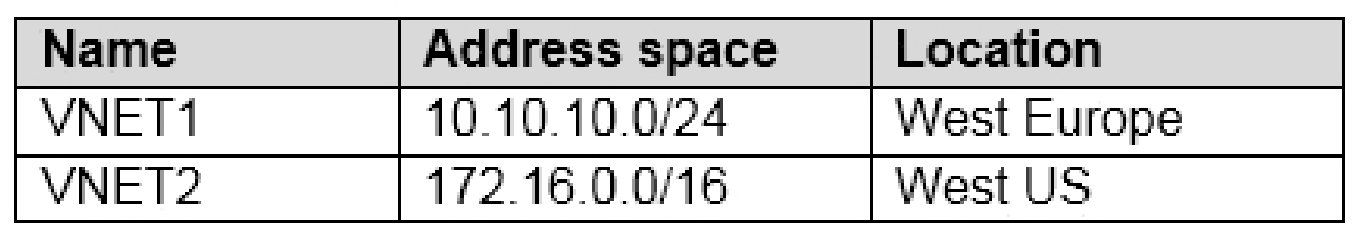 Name Address space Location
VNET1 10.10.10.0/24 West Europe
VNET2 172.16.0.0/16 West US